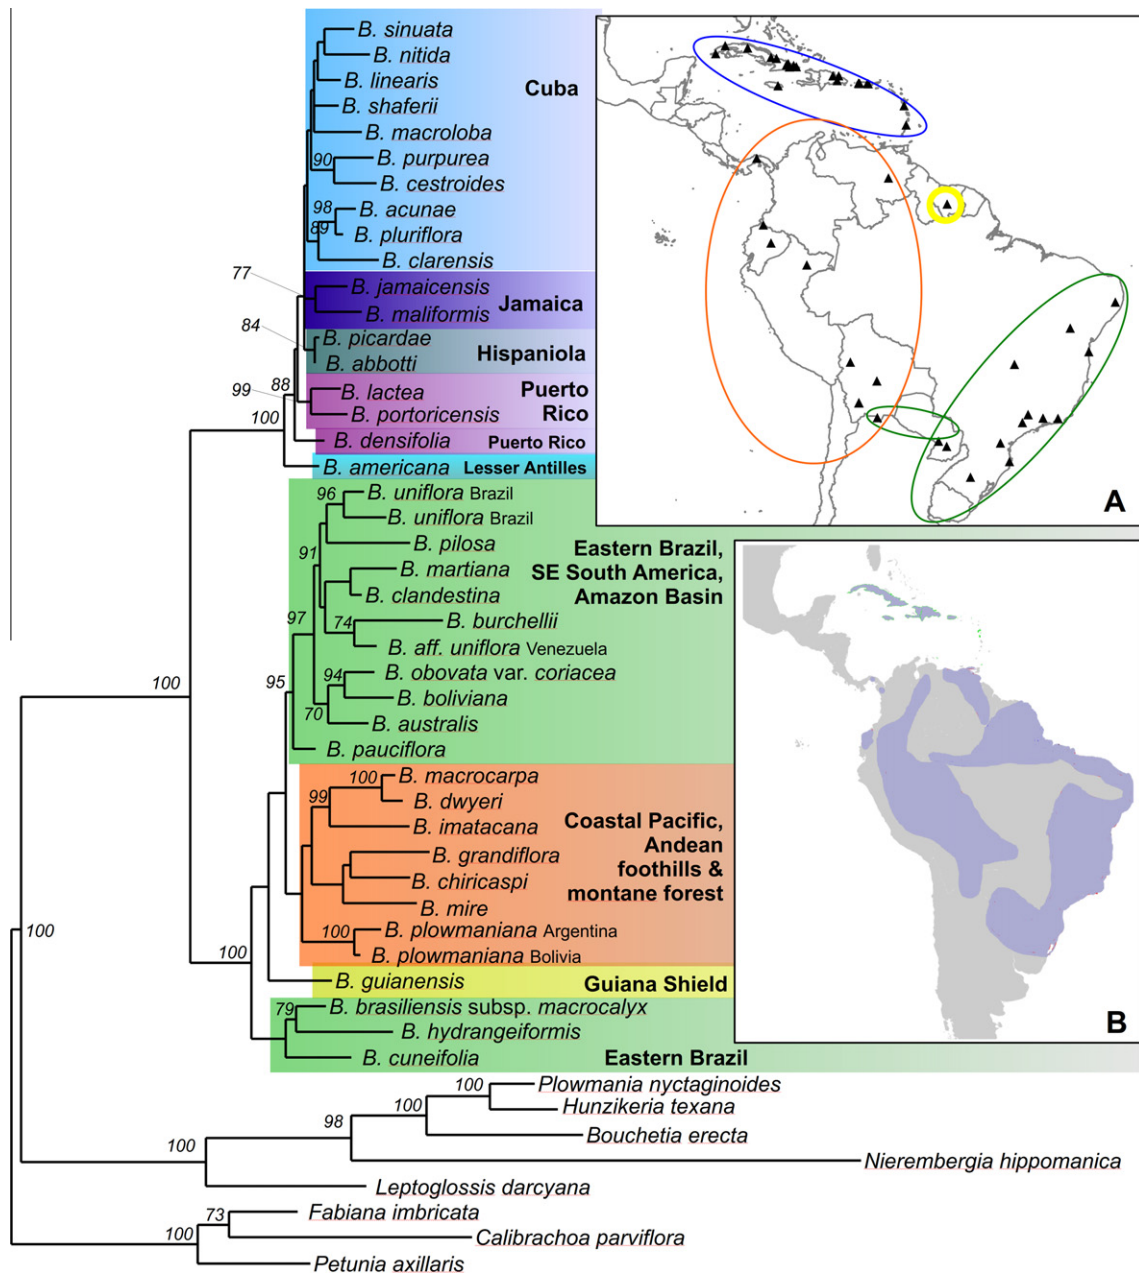 B. sinuata
B. nitida
B. linearis
Cuba
B. shaferii
B. macroloba
90
B. purpurea
B. cestroides
98
B. acunae
89
B. pluriflora
B. clarensis
77
B. jamaicensis
Jamaica
B. maliformis
84
B. picardae
Hispaniola
B. abbotti
88
99
B. lactea
Puerto
Rico
B. portoricensis
100
B. densifolia
Puerto Rico
B. americana
Lesser Antilles
96
B. uniflora Brazil
B. uniflora Brazil
91
B. pilosa
Eastern Brazil,
SE South America,
Amazon Basin
B. martiana
B. clandestina
97
74
B. burchellii
B. aff. uniflora Venezuela
100
95
94
B. obovata var. coriacea
B. boliviana
70
B. australis
B. pauciflora
100
B. macrocarpa
99
B. dwyeri
B. imatacana
Coastal Pacific,
Andean
foothills &
montane forest
B. grandiflora
B. chiricaspi
B. mire
100
100
100
B. plowmaniana Argentina
B. plowmaniana Bolivia
B. guianensis
Guiana Shield
79
B. brasiliensis subsp. macrocalyx
B. hydrangeiformis
B. cuneifolia
Eastern Brazil
100
Plowmania nyctaginoides
100
Hunzikeria texana
98
Bouchetia erecta
100
Nierembergia hippomanica
Leptoglossis darcyana
73
Fabiana imbricata
100
Calibrachoa parviflora
Petunia axillaris
A
B